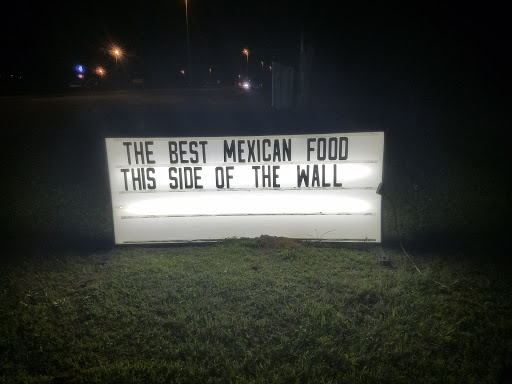 THE BEST MEXICAN FOOD
THIS SIDE OF THE WALL